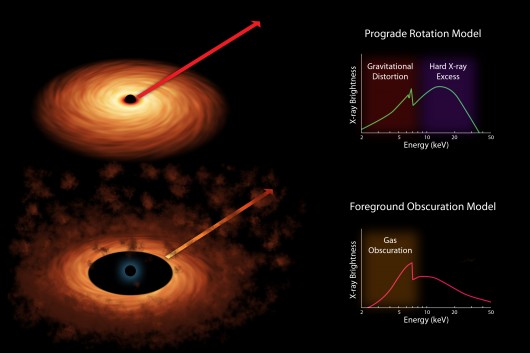 Prograde Rotation Model
Gravitational
Distortion
Hard X-ray
Excess
X-ray Brightness
2 5 10 20 50
Energy (keV)
Foreground Obscuration Model
Gas
Obscuration
X-ray Brightness
2 5 10 20 50
Energy (keV)